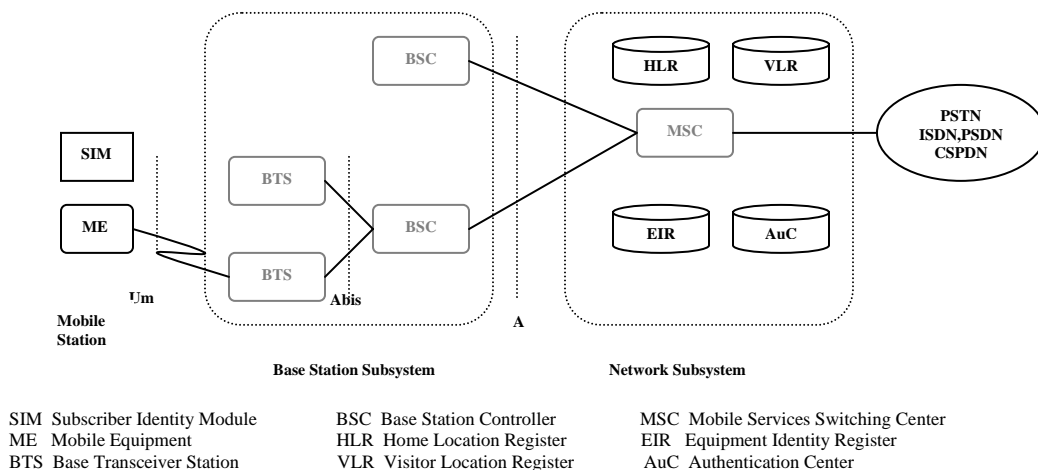 BSC
HLR
VLR
MSC
PSTN
ISDN,PSDN
CSPDN
SIM
BTS
ME
BSC
EIR
AuC
BTS
Um
Abis
A
Mobile
Station
Base Station Subsystem
Network Subsystem
SIM Subscriber Identity Module
BSC Base Station Controller
MSC Mobile Services Switching Center
ME Mobile Equipment
HLR Home Location Register
EIR Equipment Identity Register
BTS Base Transceiver Station
VLR Visitor Location Register
AuC Authentication Center